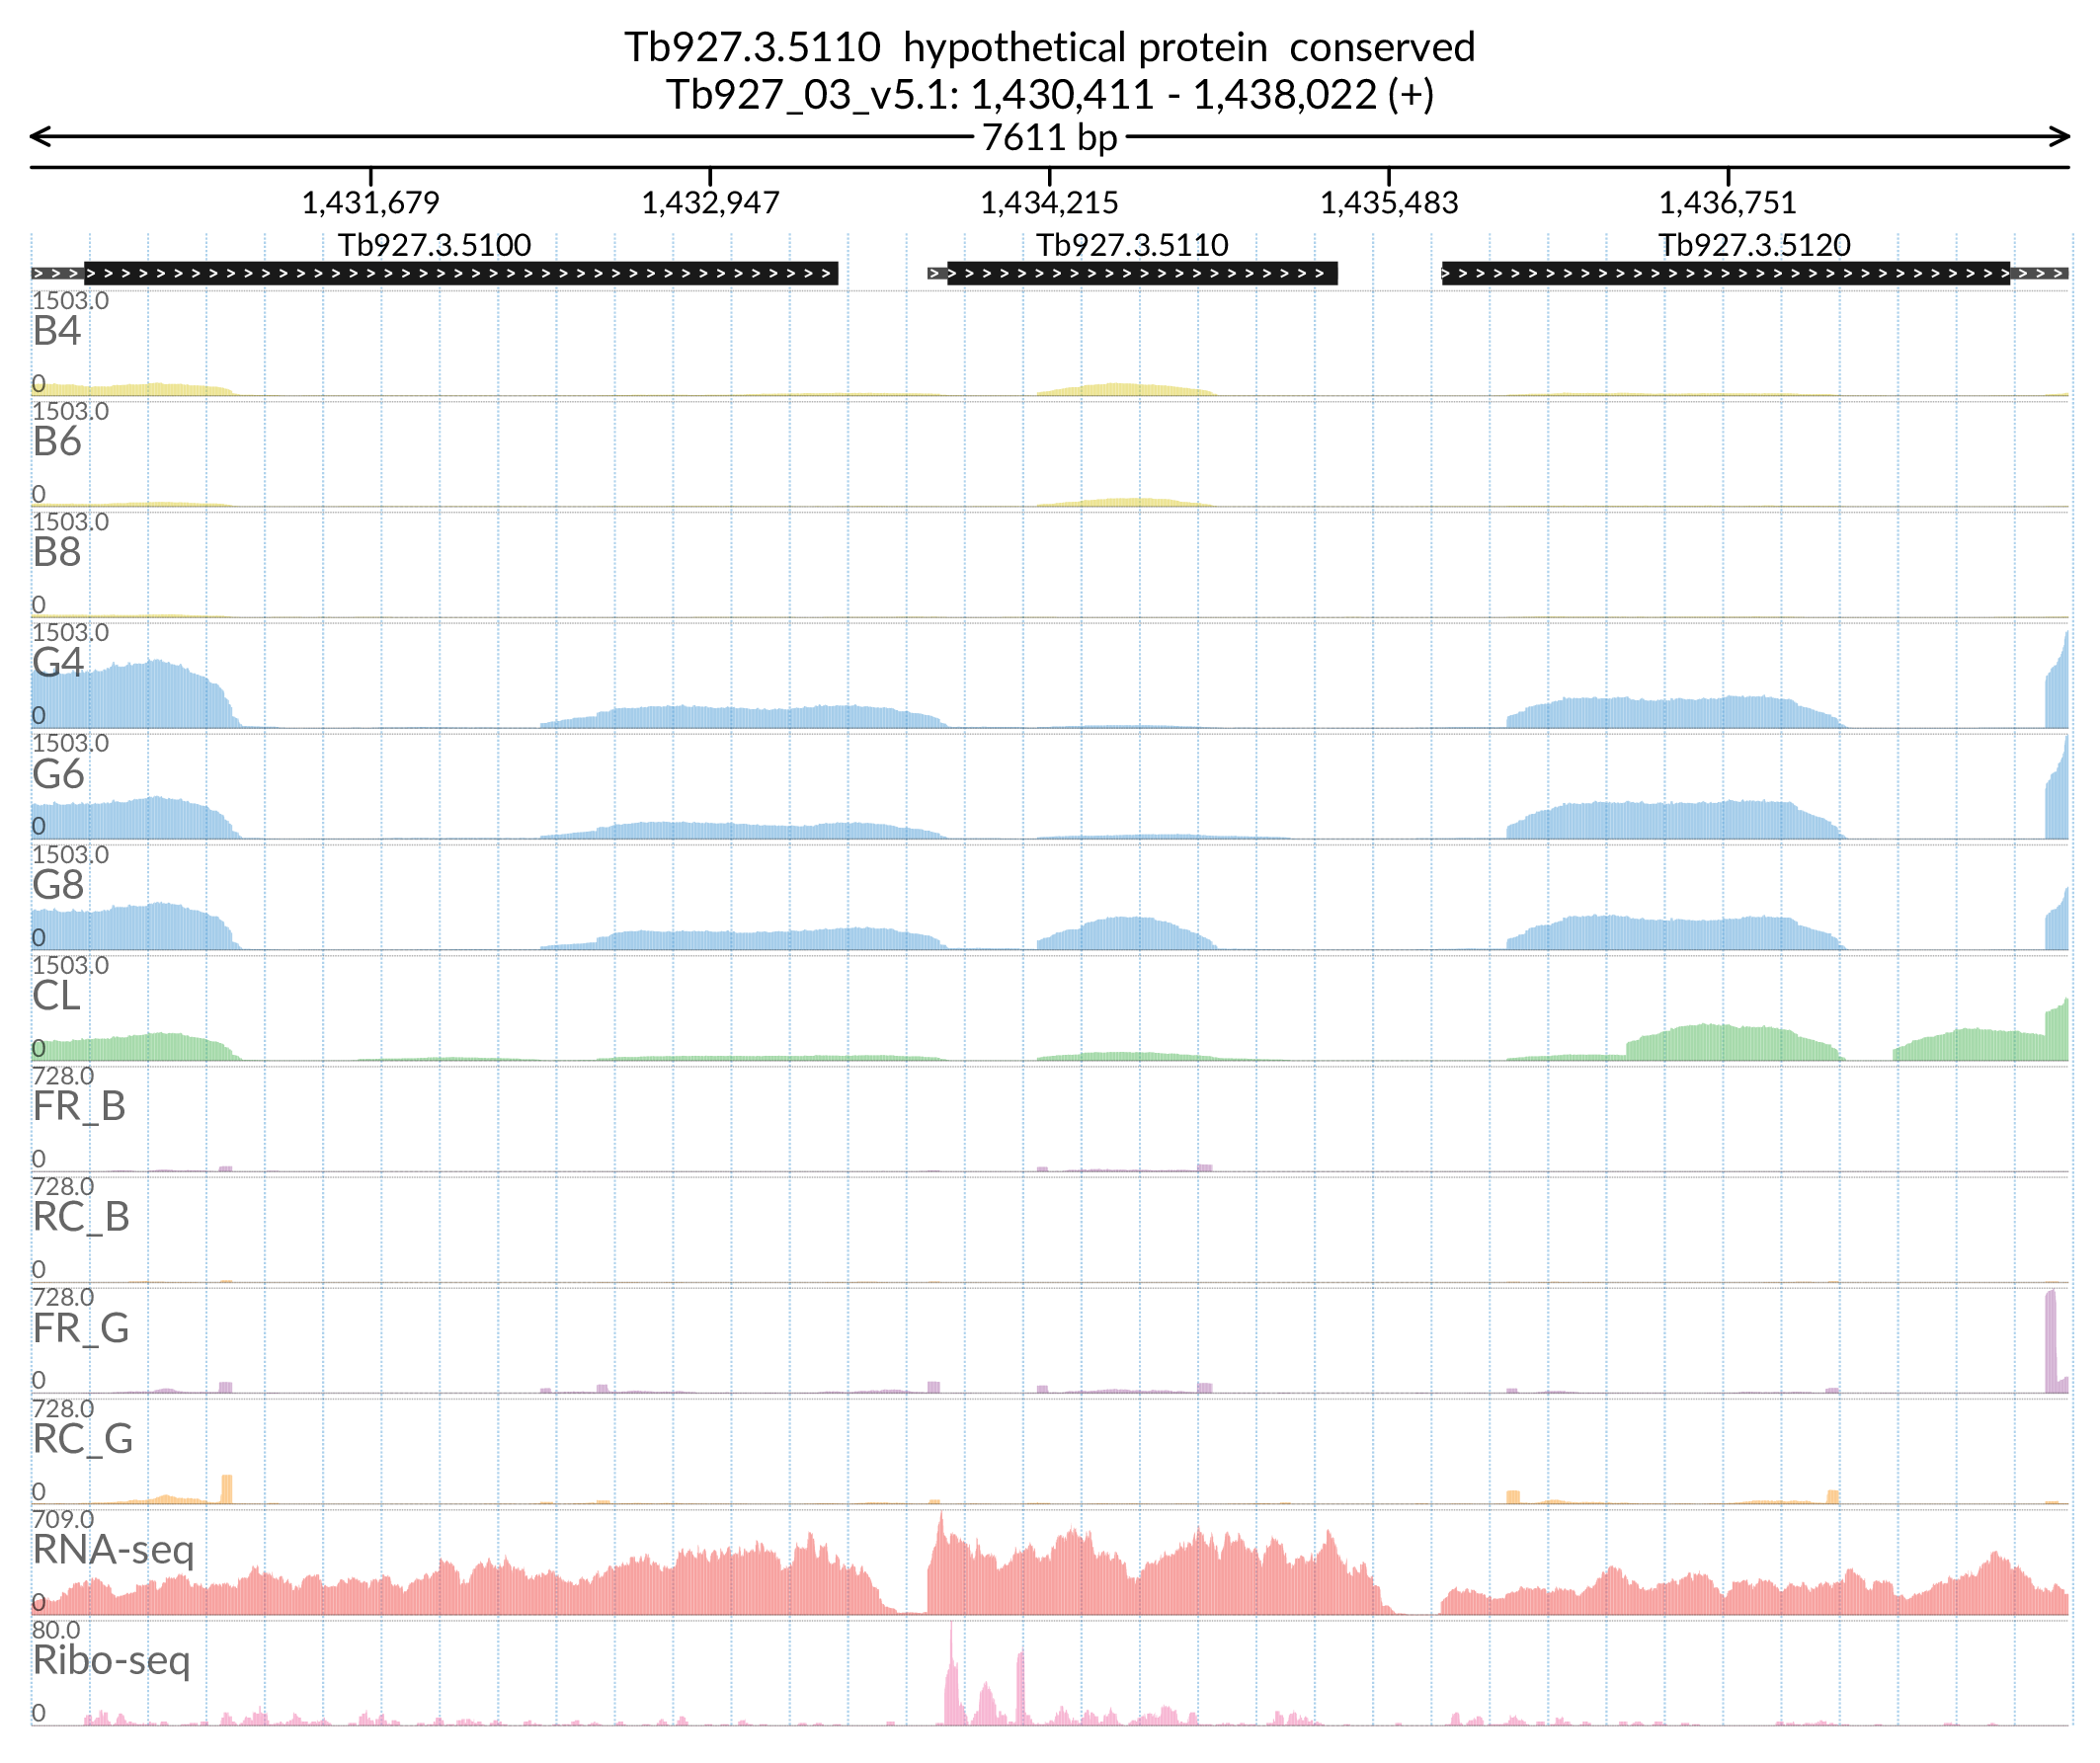 Tb927.3.5110 hypothetical protein conserved
Tb927_03_v5.1: 1,430,411 - 1,438,022 (+)
7611 bp
1,431,679 1,432,947 1,434,215 1,435,483 1,436,751
Tb927.3.5100 Tb927.3.5110 Tb927.3.5120
1503.0
B4
0
1503.0
B6
0
1503.0
B8
0
1503.0
G4
0
1503.0
G6
0
1503.0
G8
0
1503.0
CL
0
728.0
FR_B
0
728.0
RC_B
0
728.0
FR_G
0
728.0
RC_G
0
709.0
RNA-seq
0
80.0
Ribo-seq
0